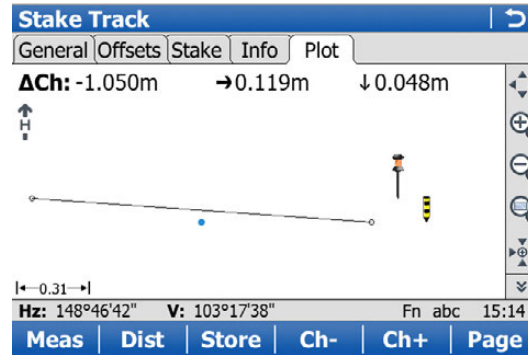 Stake Track
General Offsets Stake Info Plot
ΔCh: -1.050m →0.119m ↓0.048m
H
0.31
Hz: 148°46'42" V: 103°17'38" Fn abc 15:14
Meas Dist Store Ch- Ch+ Page